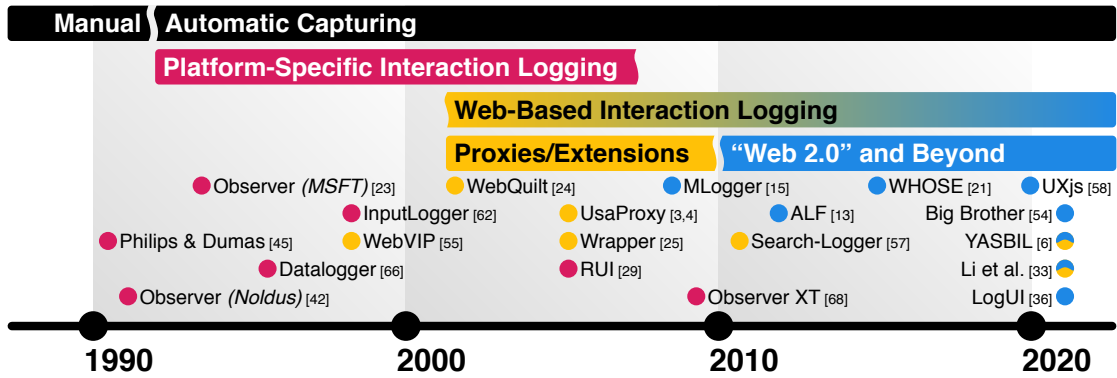 Manual Automatic Capturing
Platform-Specific Interaction Logging
Web-Based Interaction Logging
Proxies/Extensions “Web 2.0” and Beyond
Observer (MSFT) [23] WebQuilt [24] MLogger [15] WHOSE [21] UXjs [58]
InputLogger [62] UsaProxy [3,4] ALF [13] Big Brother [54]
Philips & Dumas [45] WebVIP [55] Wrapper [25] Search-Logger [57] YASBIL [6]
Datalogger [66] RUI [29] Li et al. [33]
Observer (Noldus) [42] Observer XT [68] LogUI [36]
1990 2000 2010 2020